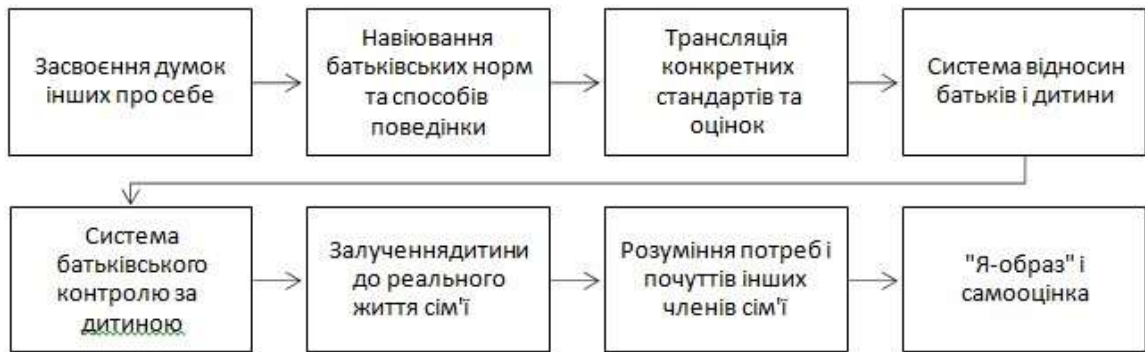 Засвоєння думок
інших про себе
Навіювання
батьківських норм
та способів
поведінки
Трансляція
конкретних
стандартів та
оцінок
Система відносин
батьків і дитини
Система
батьківського
контролю за
дитиною
Залученнядитини
до реального
життя сім'ї
Розуміння потреб і
почуттів інших
членів сім'ї
"Я-образ" і
самооцінка